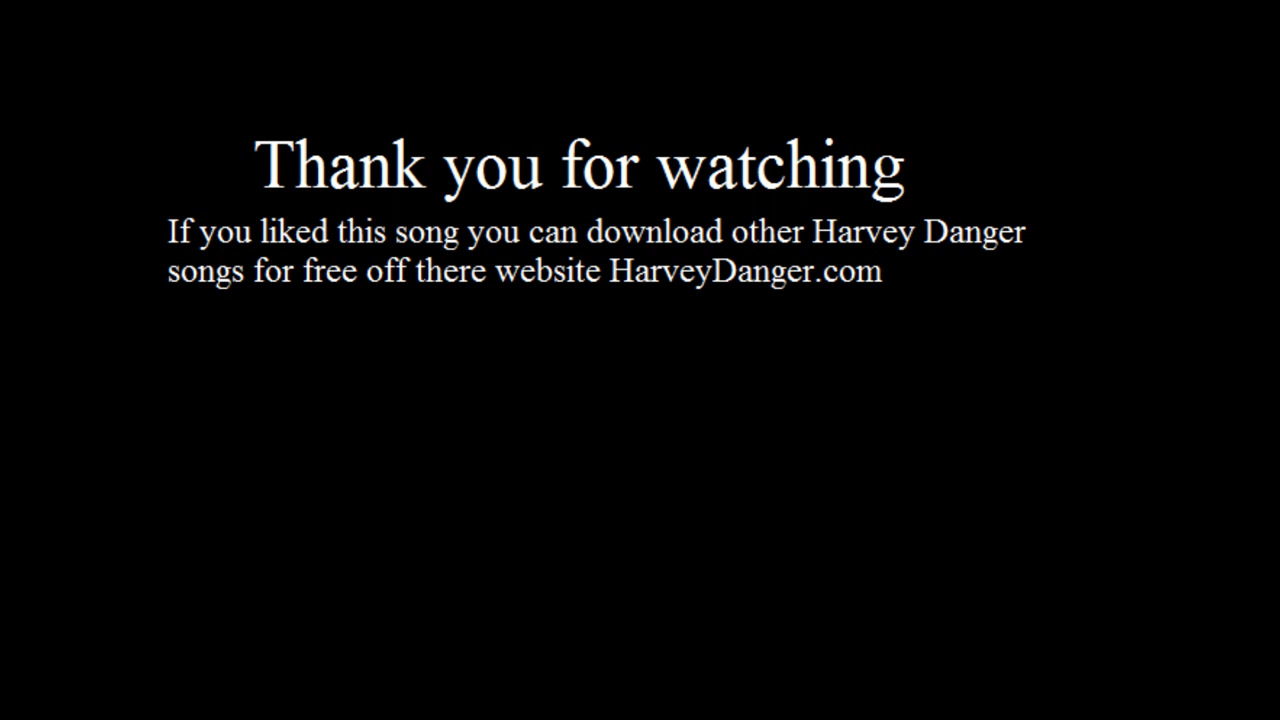 Thank you for watching
If you liked this song you can download other Harvey Danger
songs for free off there website HarveyDanger.com